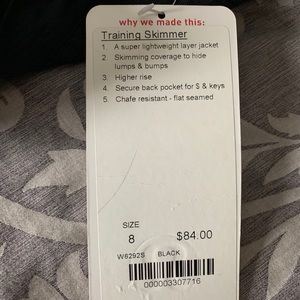 why we made this:
Training Skimmer
1. A super lightweight layer jacket
2. Skimming coverage to hide
lumps & bumps
3. Higher rise
4. Secure back pocket for $ & keys
5. Chafe resistant - flat seamed
SIZE
8 $84.00
W6292S BLACK
000003307716